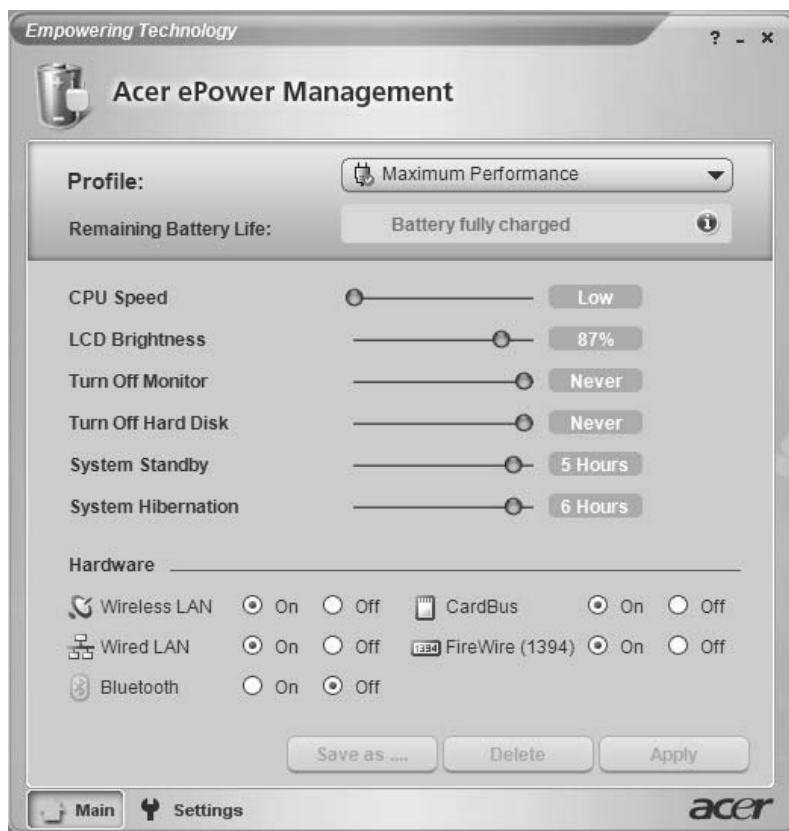 Empowering Technology
? - x
Acer ePower Management
Profile: Maximum Performance
Remaining Battery Life: Battery fully charged
CPU Speed Low
LCD Brightness 87%
Turn Off Monitor Never
Turn Off Hard Disk Never
System Standby 5 Hours
System Hibernation 6 Hours
Hardware
Wireless LAN On Off CardBus On Off
Wired LAN On Off 1394 FireWire (1394) On Off
Bluetooth On Off
Save as .... Delete Apply
Main Settings acer